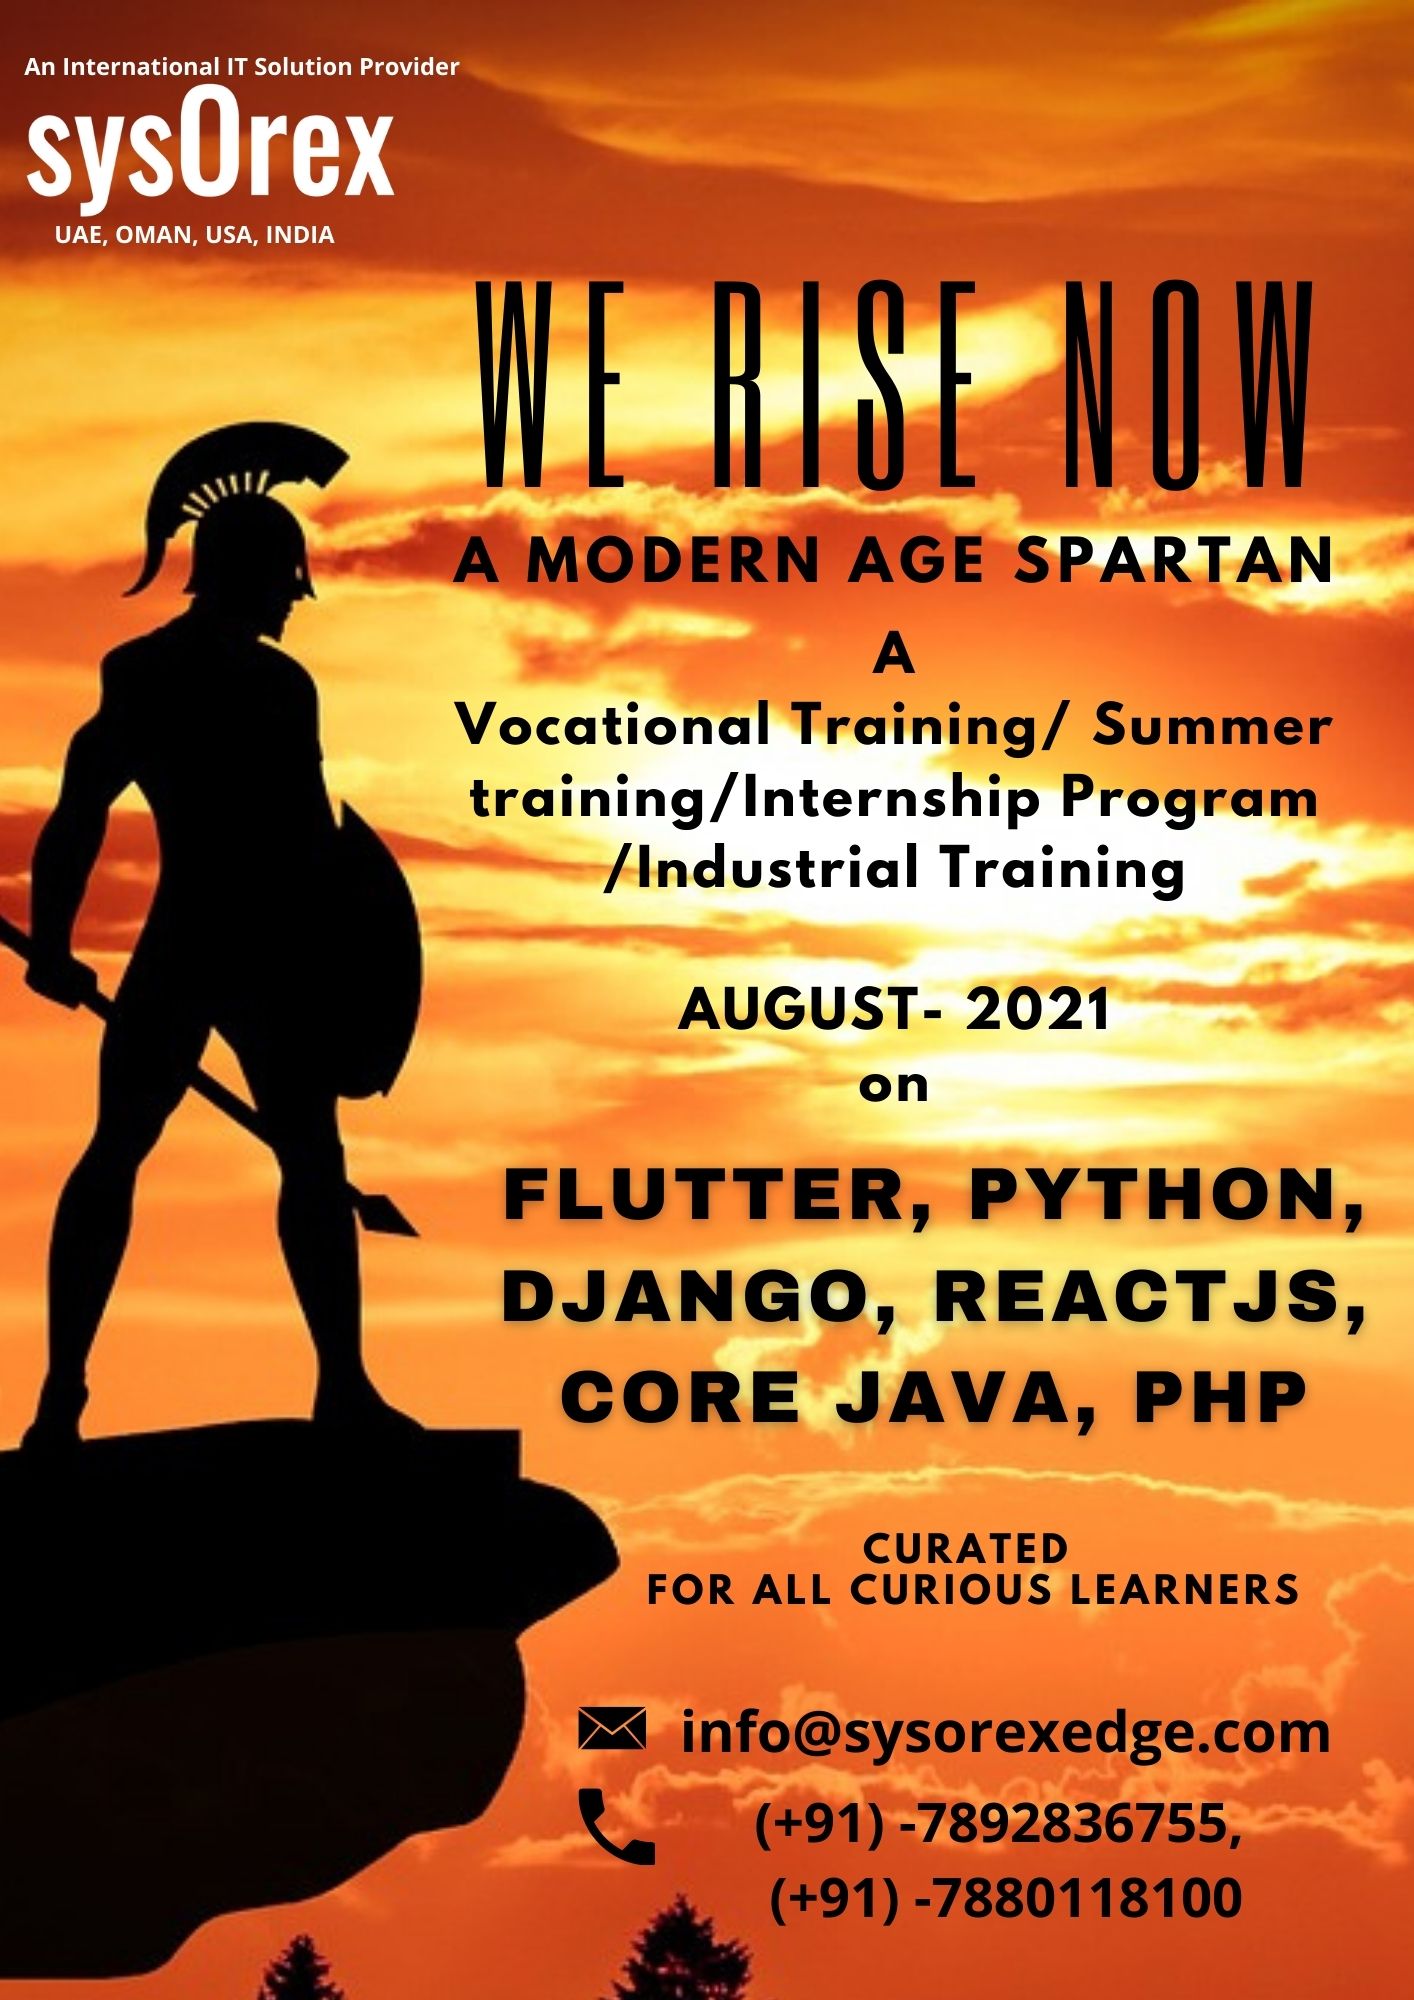 An International IT Solution Provider
sysOrex
UAE, OMAN, USA, INDIA
WE RISE NOW
A MODERN AGE SPARTAN
A
Vocational Training/ Summer
training/Internship Program
/Industrial Training
AUGUST- 2021
on
FLUTTER, PYTHON,
DJANGO, REACTJS,
CORE JAVA, PHP
CURATED
FOR ALL CURIOUS LEARNERS
info@sysorexedge.com
(+91) -7892836755,
(+91) -7880118100